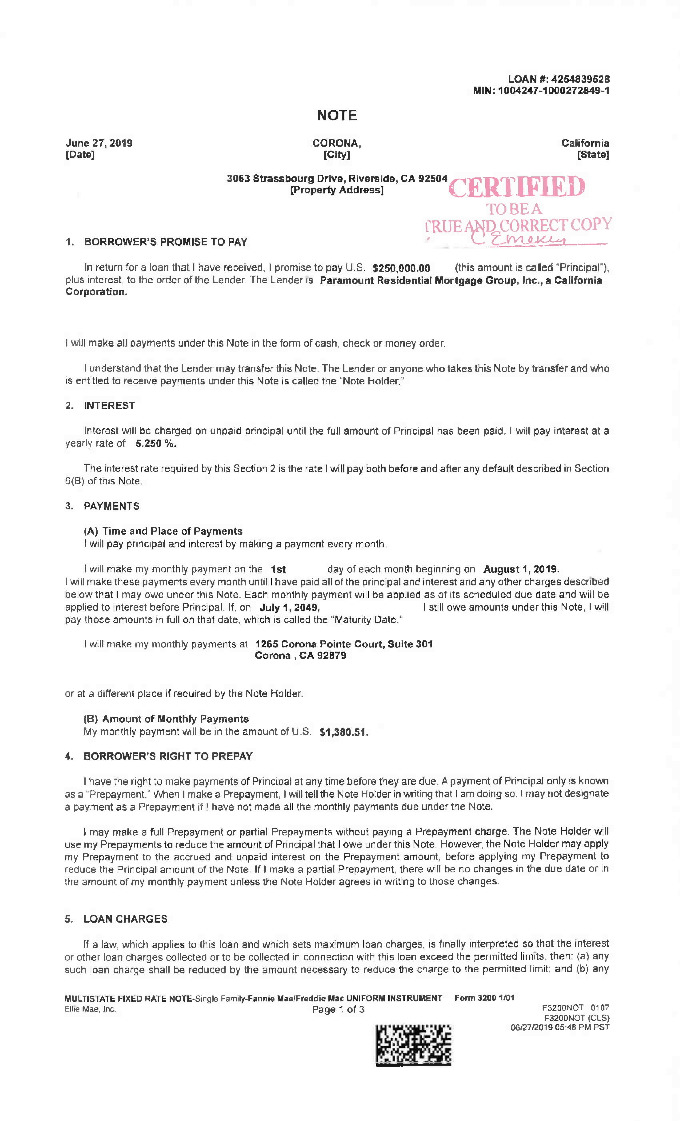 LOAN #: 4254839528
MIN: 1004247-1000272849-1
NOTE
June 27, 2019 CORONA, California
[Date] [City] [State]
3063 Strassbourg Drive, Riverside, CA 92504
[Property Address]
CERTIFIED
TO BE A
TRUE AND CORRECT COPY
1. BORROWER'S PROMISE TO PAY
In return for a loan that I have received, I promise to pay U.S. $250,000.00 (this amount is called "Principal"),
plus interest, to the order of the Lender. The Lender is Paramount Residential Mortgage Group, Inc., a California
Corporation.
I will make all payments under this Note in the form of cash, check or money order.
I understand that the Lender may transfer this Note. The Lender or anyone who takes this Note by transfer and who
is entitled to receive payments under this Note is called the "Note Holder."
2. INTEREST
Interest will be charged on unpaid principal until the full amount of Principal has been paid. I will pay interest at a
yearly rate of 5.250 %.
The interest rate required by this Section 2 is the rate I will pay both before and after any default described in Section
6(B) of this Note.
3. PAYMENTS
(A) Time and Place of Payments
I will pay principal and interest by making a payment every month.
I will make my monthly payment on the 1st day of each month beginning on August 1, 2019.
I will make these payments every month until I have paid all of the principal and interest and any other charges described
below that I may owe under this Note. Each monthly payment will be applied as of its scheduled due date and will be
applied to interest before Principal. If, on July 1, 2049, I still owe amounts under this Note, I will
pay those amounts in full on that date, which is called the "Maturity Date."
I will make my monthly payments at 1265 Corona Pointe Court, Suite 301
Corona , CA 92879
or at a different place if required by the Note Holder.
(B) Amount of Monthly Payments
My monthly payment will be in the amount of U.S. $1,380.51.
4. BORROWER'S RIGHT TO PREPAY
I have the right to make payments of Principal at any time before they are due. A payment of Principal only is known
as a "Prepayment." When I make a Prepayment, I will tell the Note Holder in writing that I am doing so. I may not designate
a payment as a Prepayment if I have not made all the monthly payments due under the Note.
I may make a full Prepayment or partial Prepayments without paying a Prepayment charge. The Note Holder will
use my Prepayments to reduce the amount of Principal that I owe under this Note. However, the Note Holder may apply
my Prepayment to the accrued and unpaid interest on the Prepayment amount, before applying my Prepayment to
reduce the Principal amount of the Note. If I make a partial Prepayment, there will be no changes in the due date or in
the amount of my monthly payment unless the Note Holder agrees in writing to those changes.
5. LOAN CHARGES
If a law, which applies to this loan and which sets maximum loan charges, is finally interpreted so that the interest
or other loan charges collected or to be collected in connection with this loan exceed the permitted limits, then: (a) any
such loan charge shall be reduced by the amount necessary to reduce the charge to the permitted limit; and (b) any
MULTISTATE FIXED RATE NOTE-Single Family-Fannie Mae/Freddie Mac UNIFORM INSTRUMENT Form 3200 1/01
Ellie Mae, Inc. Page 1 of 3 F3200NOT 0107
F3200NOT (CLS)
06/27/2019 05:48 PM PST